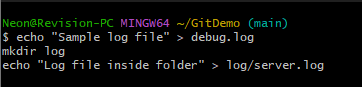 Neon@Revision-PC MINGW64 ~/GitDemo (main)
$ echo "Sample log file" > debug.log
mkdir log
echo "Log file inside folder" > log/server.log